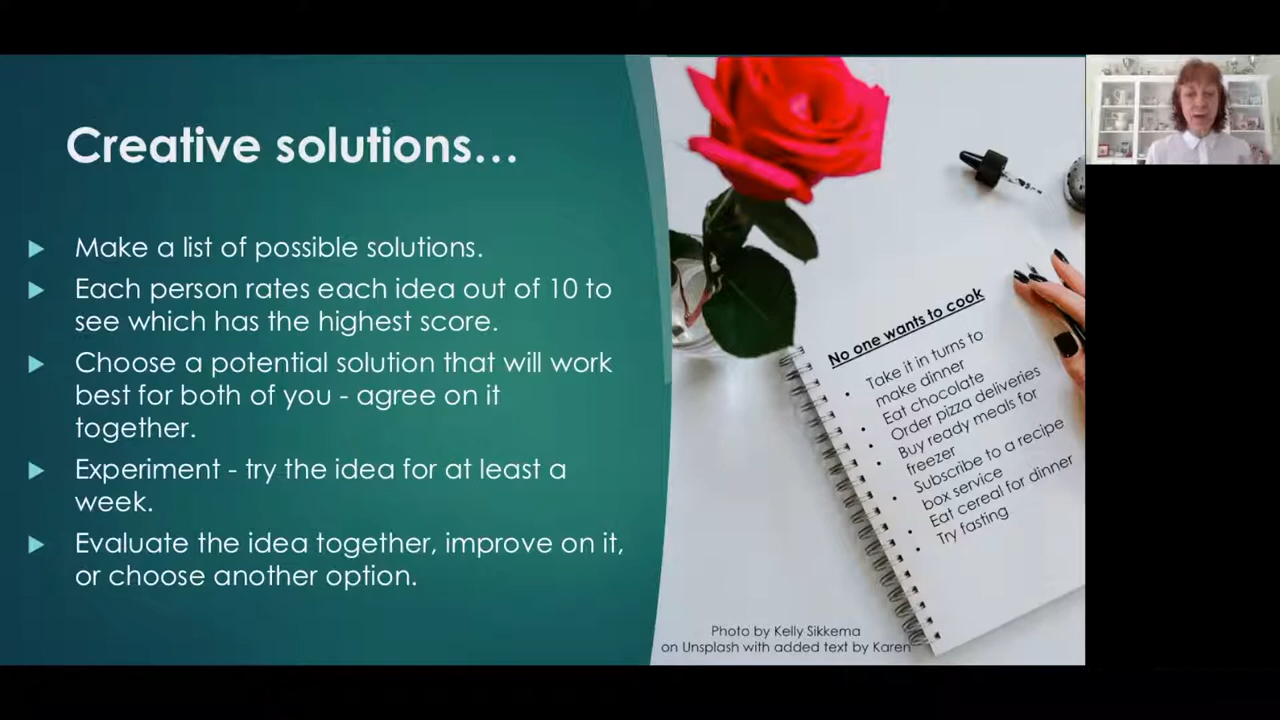 Creative solutions...
Make a list of possible solutions.
Each person rates each idea out of 10 to
see which has the highest score.
Choose a potential solution that will work
best for both of you - agree on it
together.
Experiment - try the idea for at least a
week.
Evaluate the idea together, improve on it,
or choose another option.
No one wants to cook
Take it in turns to
make dinner
Eat chocolate
Order pizza deliveries
Buy ready meals for
freezer
Subscribe to a recipe
box service
Eat cereal for dinner
Try fasting
Photo by Kelly Sikkema
on Unsplash with added text by Karen